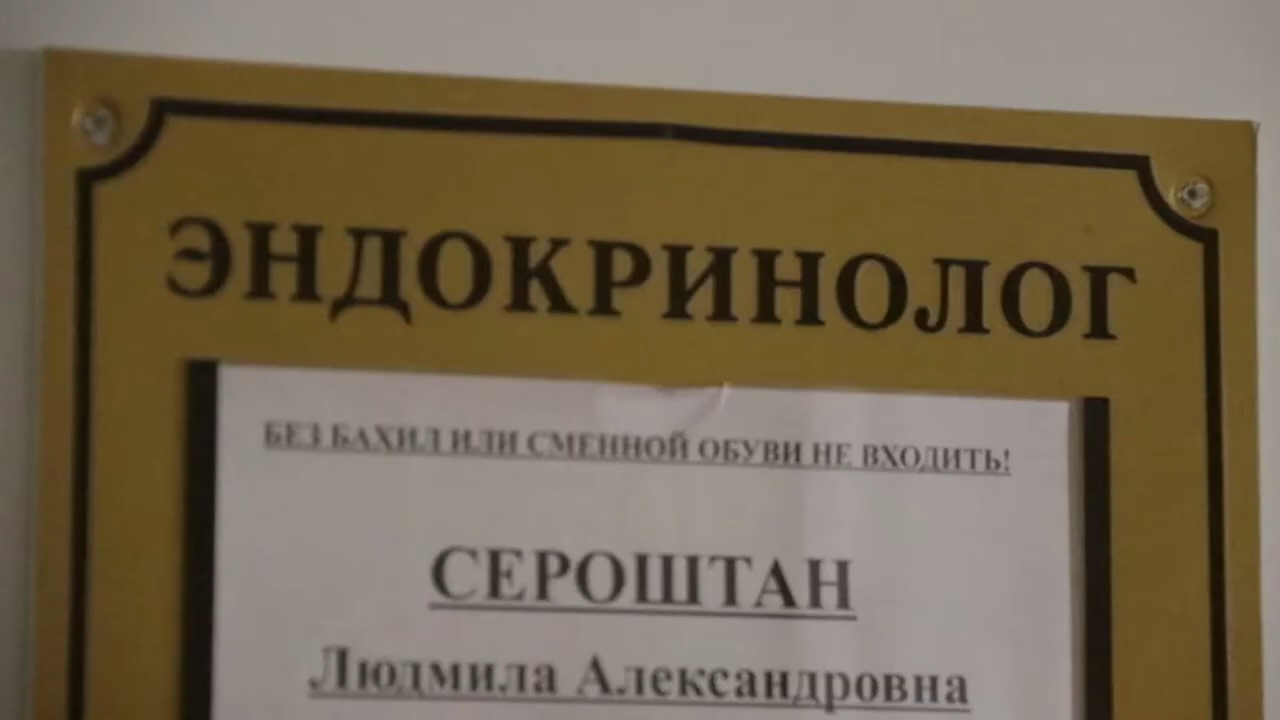 ЭНДОКРИНОЛОГ
БЕЗ БАХИЛ ИЛИ СМЕННОЙ ОБУВИ НЕ ВХОДИТЬ!
СЕРОШТАН
Людмила Александровна